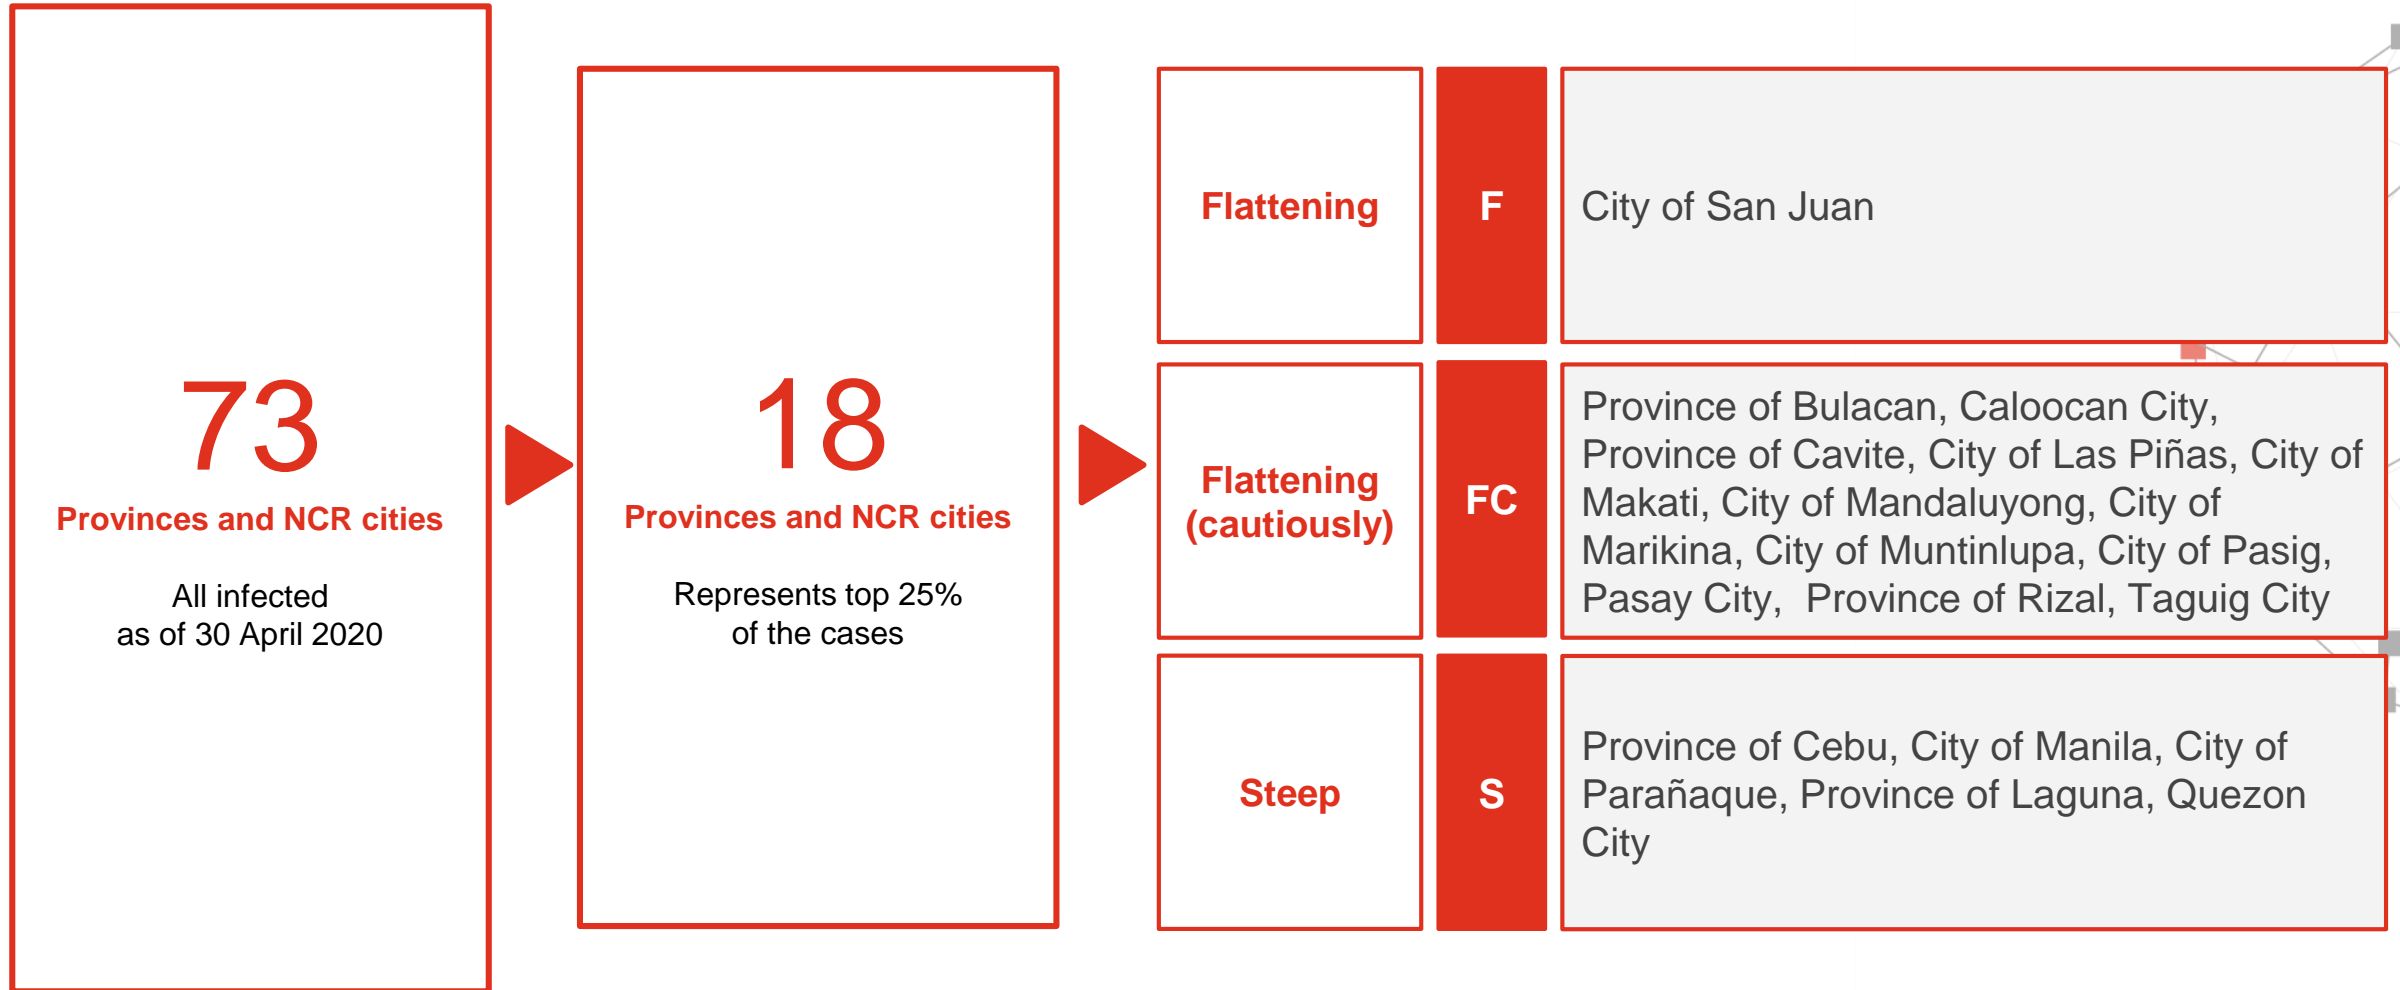 73
Provinces and NCR cities
All infected
as of 30 April 2020
18
Provinces and NCR cities
Represents top 25%
of the cases
Flattening
F
City of San Juan
Flattening
(cautiously)
FC
Province of Bulacan, Caloocan City,
Province of Cavite, City of Las Piñas, City of
Makati, City of Mandaluyong, City of
Marikina, City of Muntinlupa, City of Pasig,
Pasay City,  Province of Rizal, Taguig City
Steep
S
Province of Cebu, City of Manila, City of
Parañaque, Province of Laguna, Quezon
City